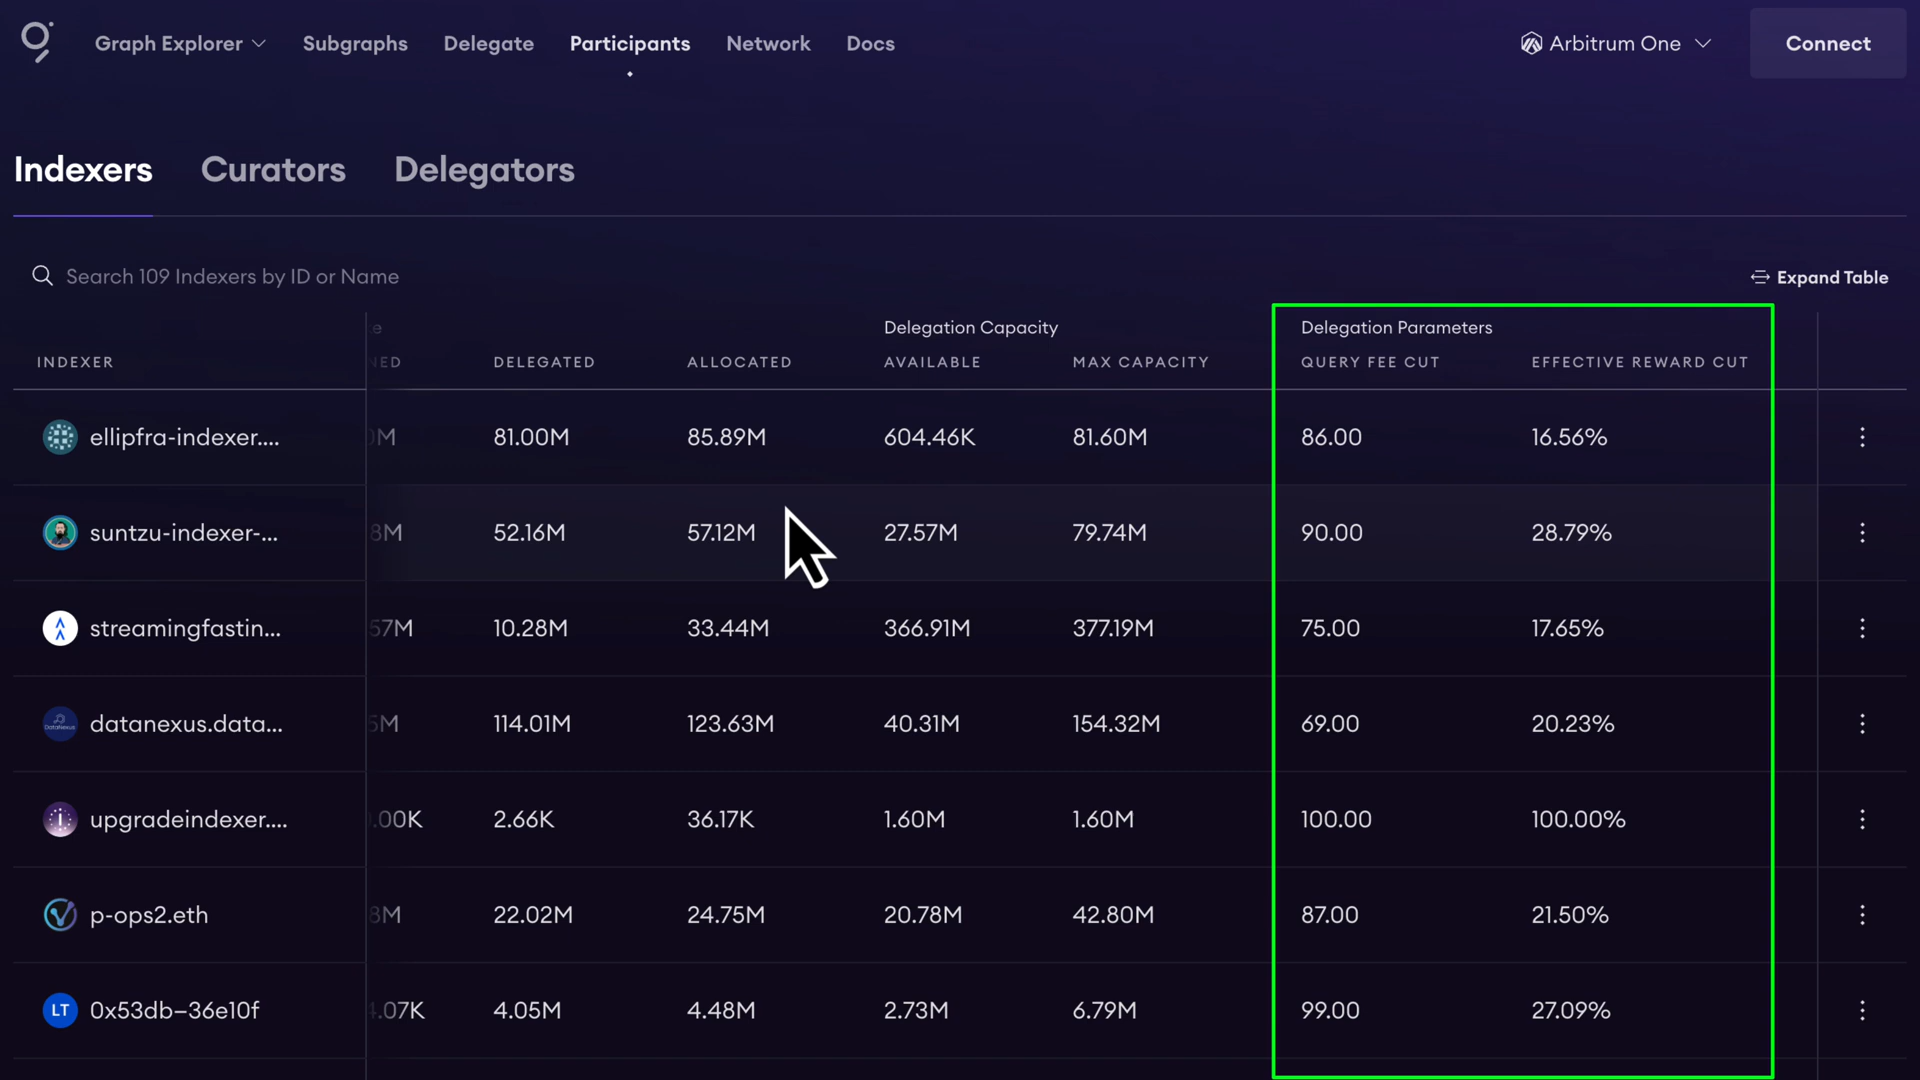 Graph Explorer Subgraphs Delegate Participants Network Docs Arbitrum One Connect
Indexers Curators Delegators
Search 109 Indexers by ID or Name Expand Table
Delegation Capacity Delegation Parameters
INDEXER DELEGATED ALLOCATED AVAILABLE MAX CAPACITY QUERY FEE CUT EFFECTIVE REWARD CUT
ellipfra-indexer.... 81.00M 85.89M 604.46K 81.60M 86.00 16.56%
suntzu-indexer-... 8M 52.16M 57.12M 27.57M 79.74M 90.00 28.79%
streamingfastin... 57M 10.28M 33.44M 366.91M 377.19M 75.00 17.65%
datanexus.data... 5M 114.01M 123.63M 40.31M 154.32M 69.00 20.23%
upgradeindexer.... .00K 2.66K 36.17K 1.60M 1.60M 100.00 100.00%
p-ops2.eth 8M 22.02M 24.75M 20.78M 42.80M 87.00 21.50%
LT 0x53db–36e10f .07K 4.05M 4.48M 2.73M 6.79M 99.00 27.09%